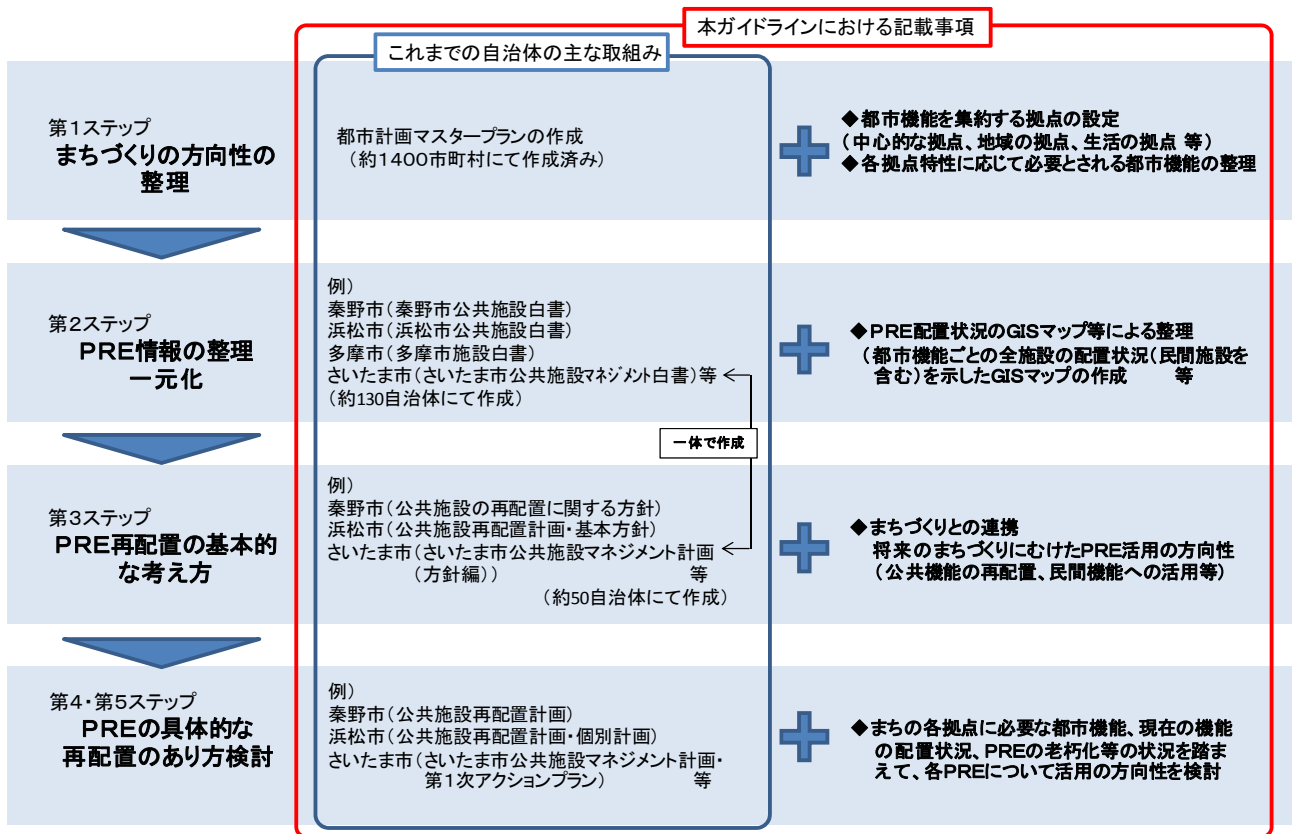 本ガイドラインにおける記載事項
これまでの自治体の主な取組み
第1ステップ
まちづくりの方向性の
整理
都市計画マスタープランの作成
(約1400市町村にて作成済み)
◆都市機能を集約する拠点の設定
(中心的な拠点、地域の拠点、生活の拠点 等)
◆各拠点特性に応じて必要とされる都市機能の整理
第2ステップ
PRE情報の整理
一元化
例)
秦野市(秦野市公共施設白書)
浜松市(浜松市公共施設白書)
多摩市(多摩市施設白書)
さいたま市(さいたま市公共施設マネジメント白書)等
(約130自治体にて作成)
◆PRE配置状況のGISマップ等による整理
(都市機能ごとの全施設の配置状況(民間施設を
含む)を示したGISマップの作成 等
一体で作成
第3ステップ
PRE再配置の基本的
な考え方
例)
秦野市(公共施設の再配置に関する方針)
浜松市(公共施設再配置計画・基本方針)
さいたま市(さいたま市公共施設マネジメント計画
(方針編)) 等
(約50自治体にて作成)
◆まちづくりとの連携
将来のまちづくりにむけたPRE活用の方向性
(公共機能の再配置、民間機能への活用等)
第4・第5ステップ
PREの具体的な
再配置のあり方検討
例)
秦野市(公共施設再配置計画)
浜松市(公共施設再配置計画・個別計画)
さいたま市(さいたま市公共施設マネジメント計画・
第1次アクションプラン) 等
◆まちの各拠点に必要な都市機能、現在の機能
の配置状況、PREの老朽化等の状況を踏ま
えて、各PREについて活用の方向性を検討